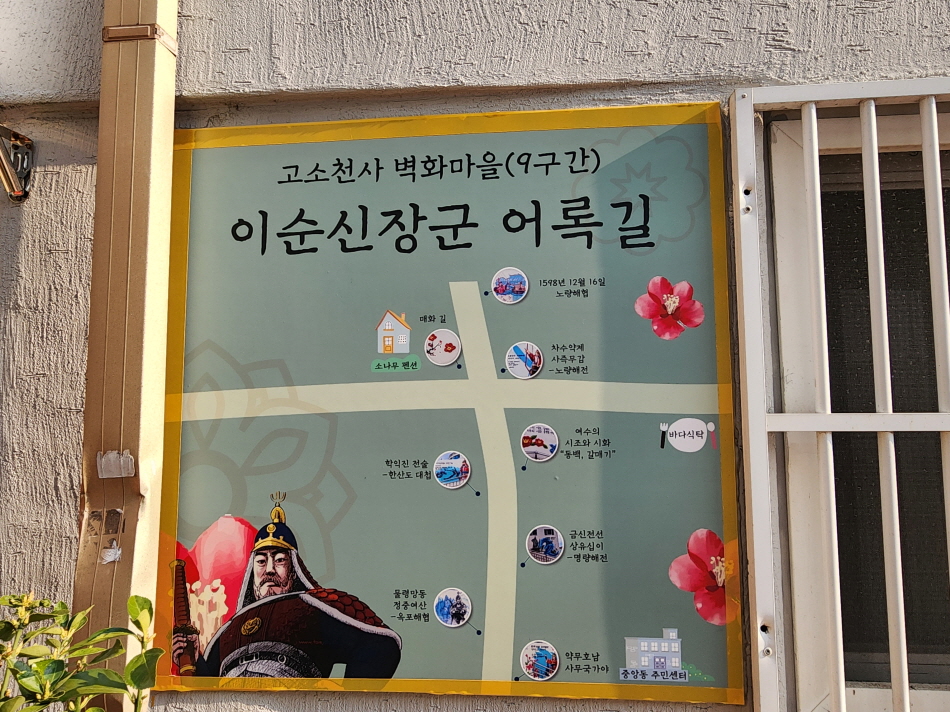 고소천사 벽화마을(9구간)
이순신장군 어록길
1598년 12월 16일
노량해협
매화 길
소나무 펜션
차수약제
사즉무감
-노량해전
여수의
시조와 시화
"동백, 갈매기"
바다식탁
학익진 전술
-한산도 대첩
금신전선
상유십이
-명량해전
물령망동
정중여산
-옥포해협
약무호남
시무국가야
중앙동 주민센터